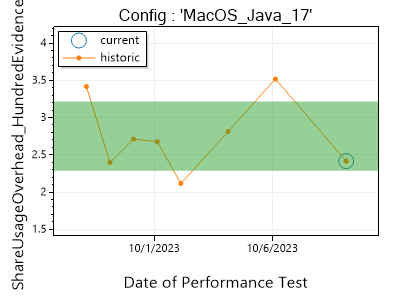 Config : 'MacOS_Java_17'
current
historic
4
3.5
3
2.5
2
1.5
ShareUsageOverhead_HundredEvidence
10/1/2023
10/6/2023
Date of Performance Test